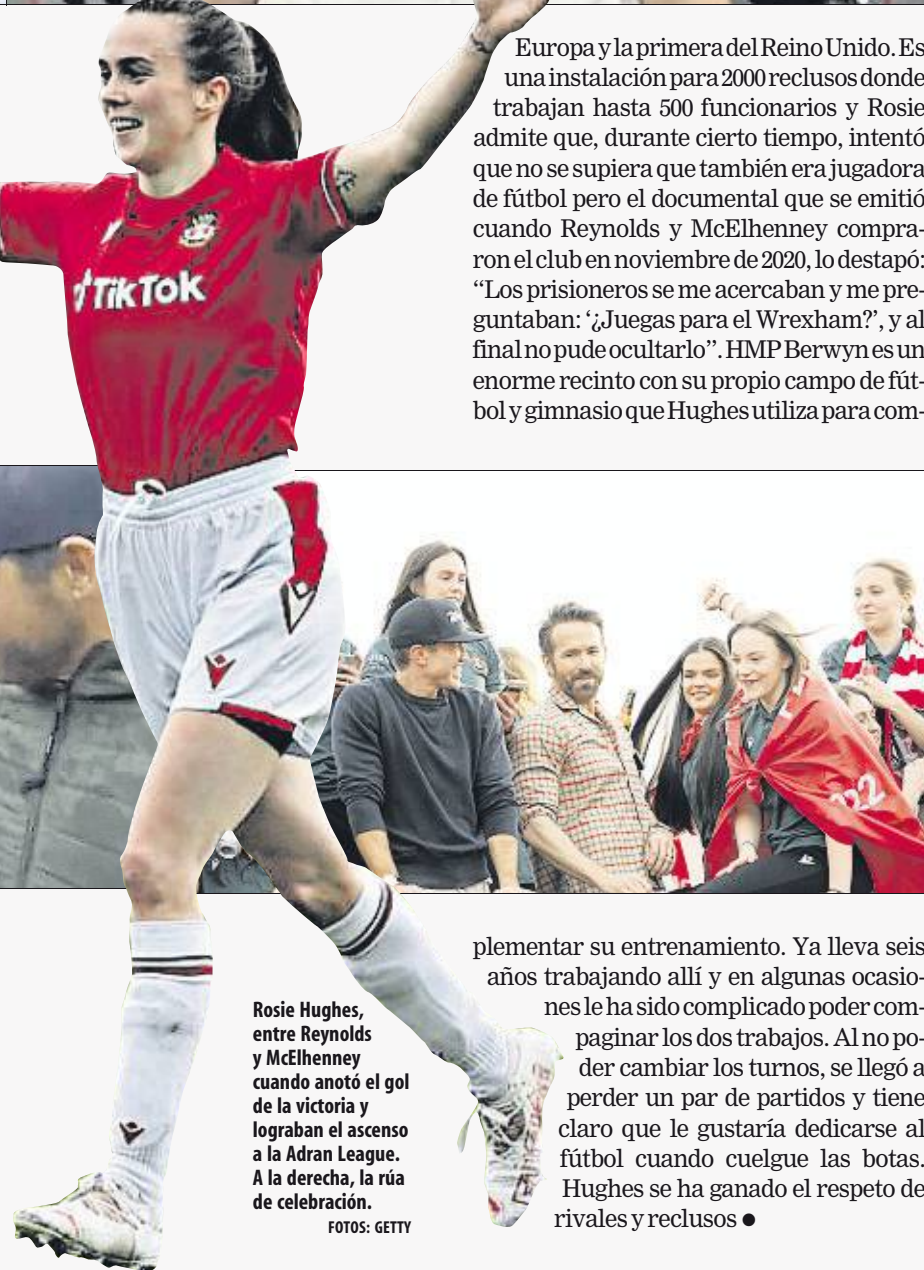 Europa y la primera del Reino Unido. Es
una instalación para 2000 reclusos donde
trabajan hasta 500 funcionarios y Rosie
admite que, durante cierto tiempo, intentó
que no se supiera que también era jugadora
de fútbol pero el documental que se emitió
cuando Reynolds y McElhenney compra-
ron el club en noviembre de 2020, lo destapó:
“Los prisioneros se me acercaban y me pre-
guntaban: ‘¿Juegas para el Wrexham?’, y al
final no pude ocultarlo”. HMP Berwyn es un
enorme recinto con su propio campo de fút-
bol y gimnasio que Hughes utiliza para com-
TikTok
22
plementar su entrenamiento. Ya lleva seis
años trabajando allí y en algunas ocasio-
nes le ha sido complicado poder com-
paginar los dos trabajos. Al no po-
der cambiar los turnos, se llegó a
perder un par de partidos y tiene
claro que le gustaría dedicarse al
fútbol cuando cuelgue las botas.
Hughes se ha ganado el respeto de
rivales y reclusos ●
Rosie Hughes,
entre Reynolds
y McElhenney
cuando anotó el gol
de la victoria y
lograban el ascenso
a la Adran League.
A la derecha, la rúa
de celebración.
FOTOS: GETTY